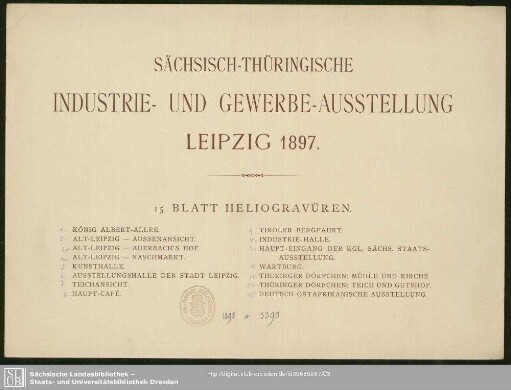 SÄCHSISCH-THÜRINGISCHE
INDUSTRIE- UND GEWERBE-AUSSTELLUNG
LEIPZIG 1897.
15 BLATT HELIOGRAVÜREN.
KÖNIG ALBERT-ALLEE.
ALT-LEIPZIG — AUSSENANSICHT.
ALT-LEIPZIG — AUERBACH'S HOF.
ALT-LEIPZIG — NASCHMARKT.
KUNSTHALLE.
AUSSTELLUNGSHALLE DER STADT LEIPZIG.
TEICHANSICHT.
HAUPT-CAFÉ.
TIROLER BERGFAHRT.
INDUSTRIE-HALLE.
HAUPT-EINGANG DER KGL. SÄCHS. STAATS-
AUSSTELLUNG.
WARTBURG.
THÜRINGER DÖRFCHEN: MÜHLE UND KIRCHE.
THÜRINGER DÖRFCHEN: TEICH UND GUTSHOF.
DEUTSCH-OSTAFRIKANISCHE AUSSTELLUNG.
Sächsische Landesbibliothek –
Staats- und Universitätsbibliothek Dresden